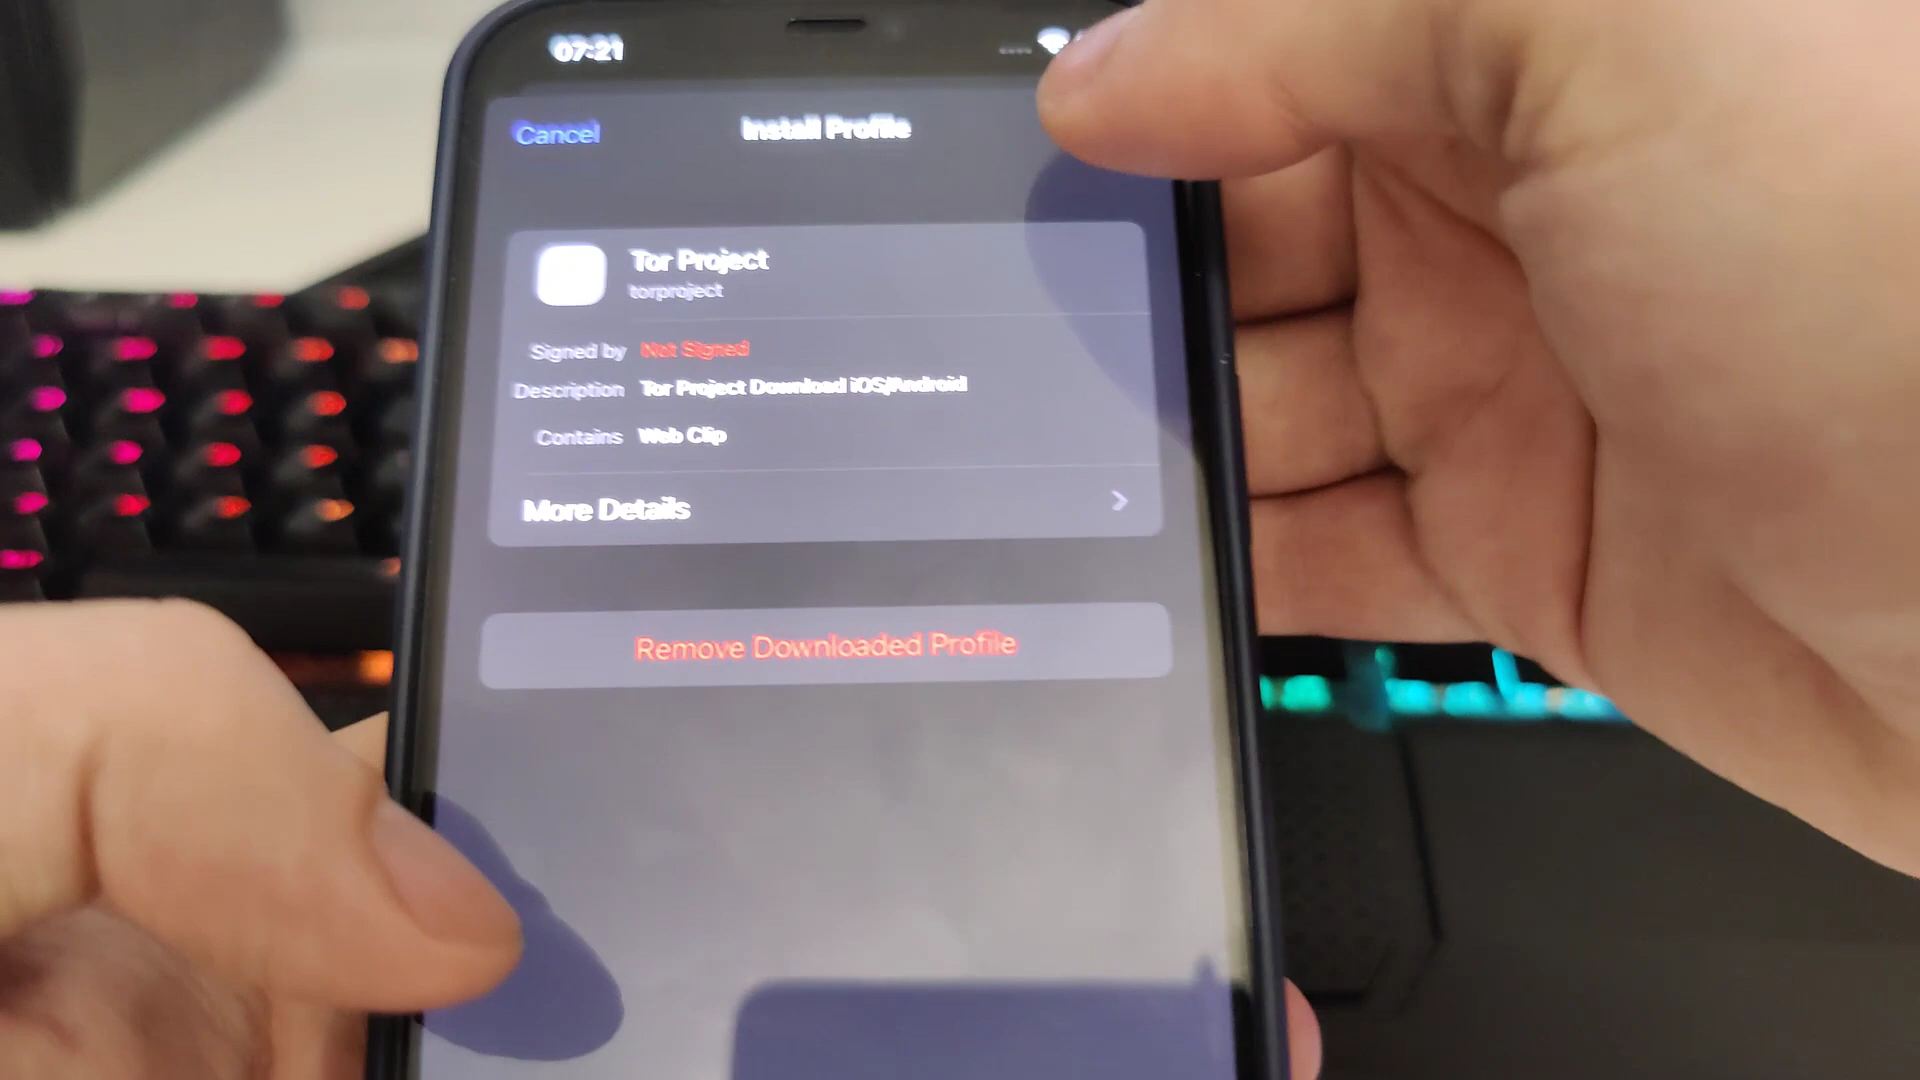 07:21
Cancel
Install Profile
Tor Project
torproject
Signed by Not Signed
Description Tor Project Download iOS/Android
Contains Web Clip
More Details
Remove Downloaded Profile